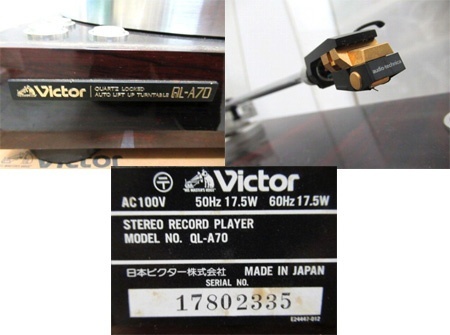 Victor
QUARTZ LOCKED
AUTO LIFT UP TURNTABLE QL-A70
Victor
audio-technica
Victor
AC100V 50Hz 17.5W 60Hz 17.5W
STEREO RECORD PLAYER
MODEL NO. QL-A70
日本ビクター株式会社 MADE IN JAPAN
SERIAL NO.
17802335